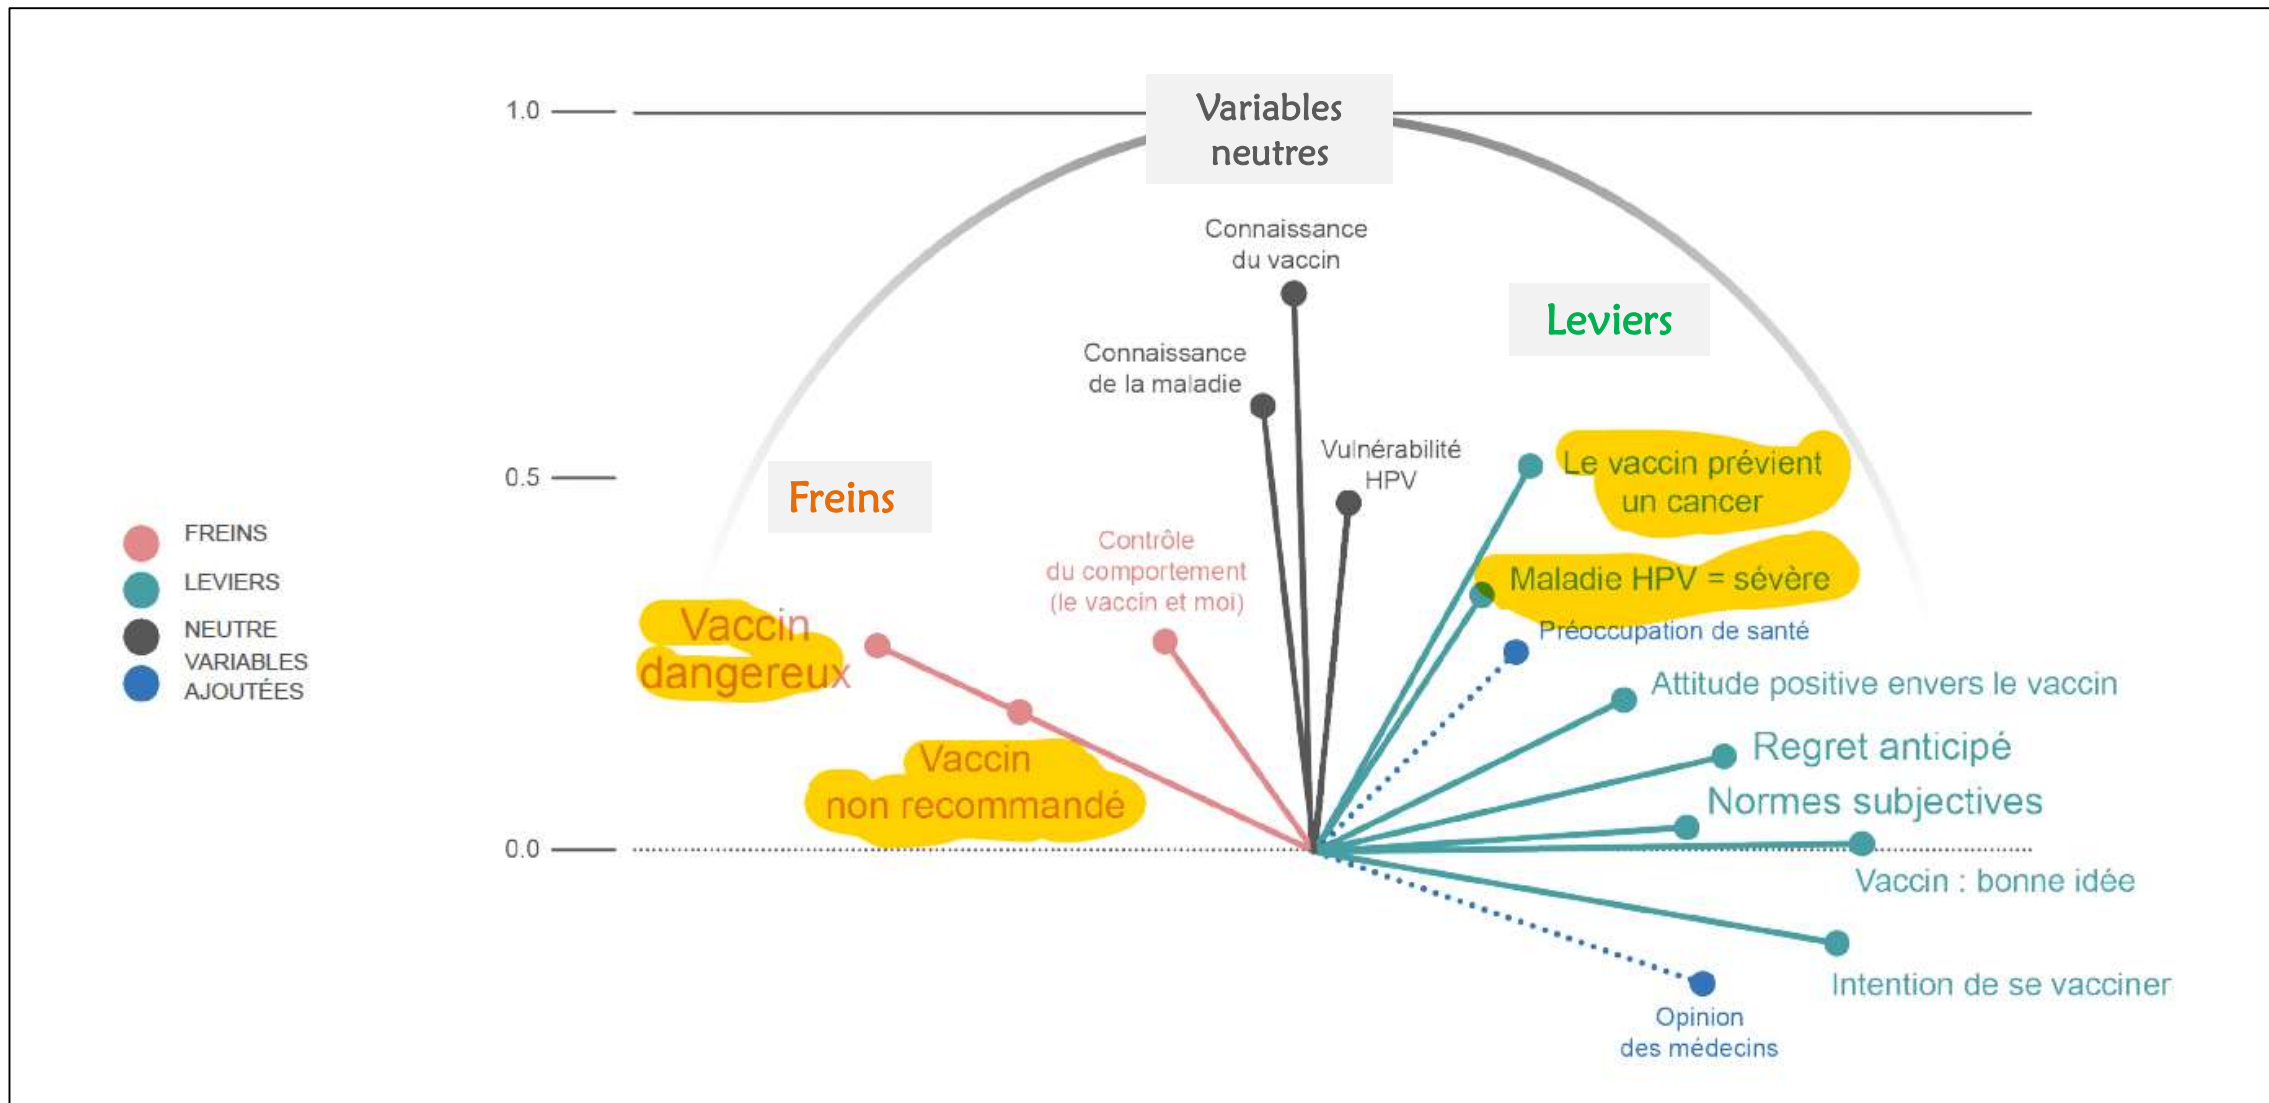 1.0
Variables
neutres
Connaissance
du vaccin
Leviers
Connaissance
de la maladie
Vulnérabilité
HPV
Le vaccin prévient
un cancer
0.5
Freins
FREINS
LEVIERS
NEUTRE
VARIABLES
AJOUTÉES
Contrôle
du comportement
(le vaccin et moi)
Maladie HPV = sévère
Préoccupation de santé
Vaccin
dangereux
Attitude positive envers le vaccin
Regret anticipé
Vaccin
non recommandé
Normes subjectives
0.0
Vaccin : bonne idée
Intention de se vacciner
Opinion
des médecins